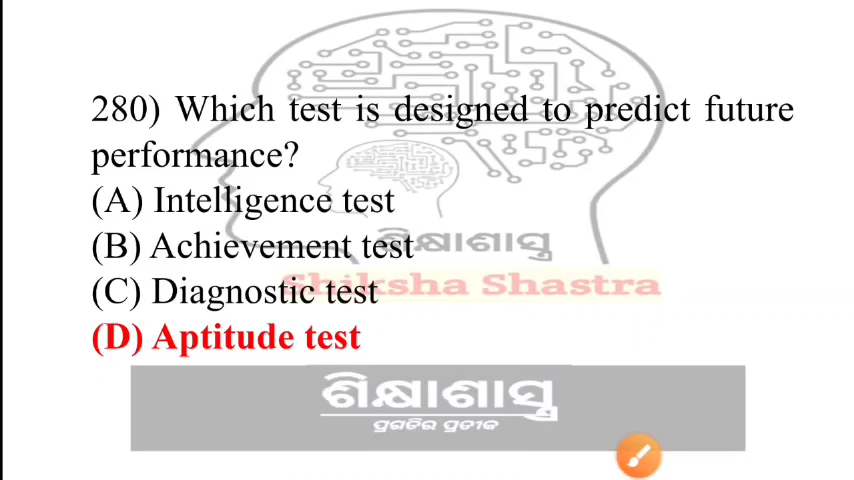 280) Which test is designed to predict future
performance?
(A) Intelligence test
(B) Achievement test
ଶିକ୍ଷାଶାସ୍ତ୍ର
(C) Diagnostic test
Shiksha Shastra
(D) Aptitude test
ଶିକ୍ଷାଶାସ୍ତ୍ର
ପ୍ରଗତିର ପ୍ରତୀକ